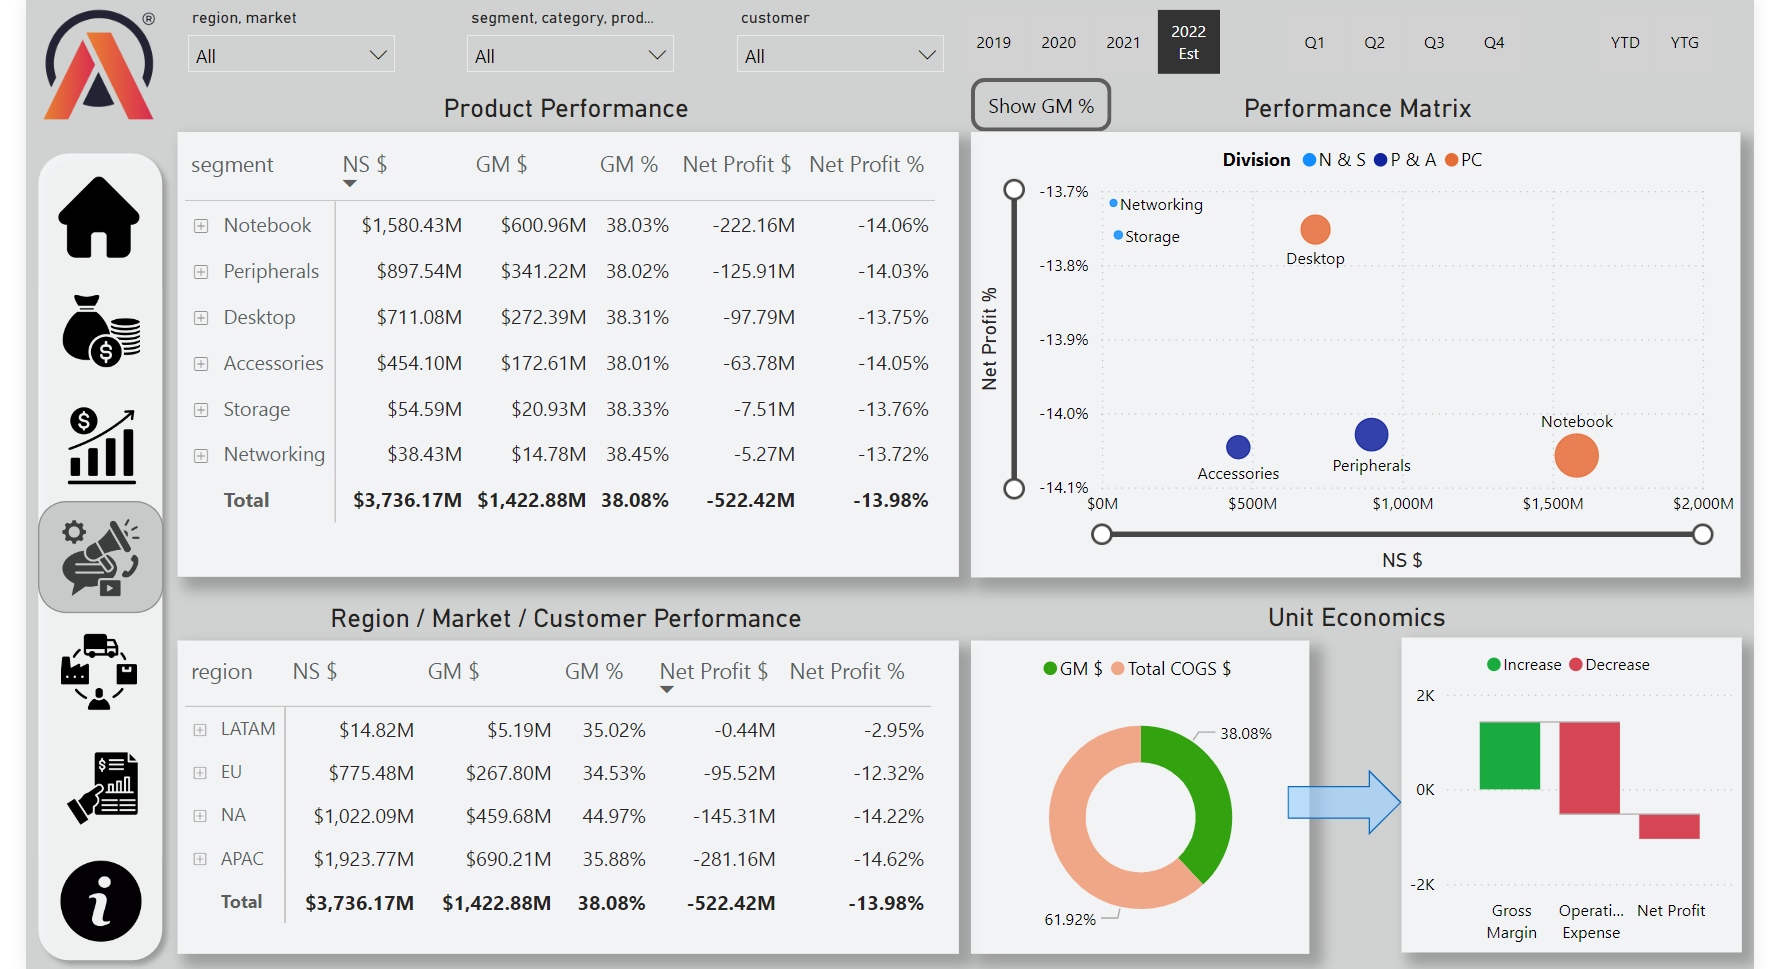 ®
region, market
segment, category, prod...
customer
All
All
All
2019 2020 2021 2022 Est Q1 Q2 Q3 Q4 YTD YTG
Product Performance
Show GM %
Performance Matrix
segment NS $ GM $ GM % Net Profit $ Net Profit %
Notebook $1,580.43M $600.96M 38.03% -222.16M -14.06%
Peripherals $897.54M $341.22M 38.02% -125.91M -14.03%
Desktop $711.08M $272.39M 38.31% -97.79M -13.75%
Accessories $454.10M $172.61M 38.01% -63.78M -14.05%
Storage $54.59M $20.93M 38.33% -7.51M -13.76%
Networking $38.43M $14.78M 38.45% -5.27M -13.72%
Total $3,736.17M $1,422.88M 38.08% -522.42M -13.98%
Division N & S P & A PC
-13.7%
Networking
Storage
Desktop
-13.8%
Net Profit %
-13.9%
-14.0%
Notebook
Peripherals
Accessories
-14.1%
$0M $500M $1,000M $1,500M $2,000M
NS $
Region / Market / Customer Performance
region NS $ GM $ GM % Net Profit $ Net Profit %
LATAM $14.82M $5.19M 35.02% -0.44M -2.95%
EU $775.48M $267.80M 34.53% -95.52M -12.32%
NA $1,022.09M $459.68M 44.97% -145.31M -14.22%
APAC $1,923.77M $690.21M 35.88% -281.16M -14.62%
Total $3,736.17M $1,422.88M 38.08% -522.42M -13.98%
Unit Economics
GM $ Total COGS $
38.08%
61.92%
Increase Decrease
2K
0K
-2K
Gross Margin
Operati... Expense
Net Profit